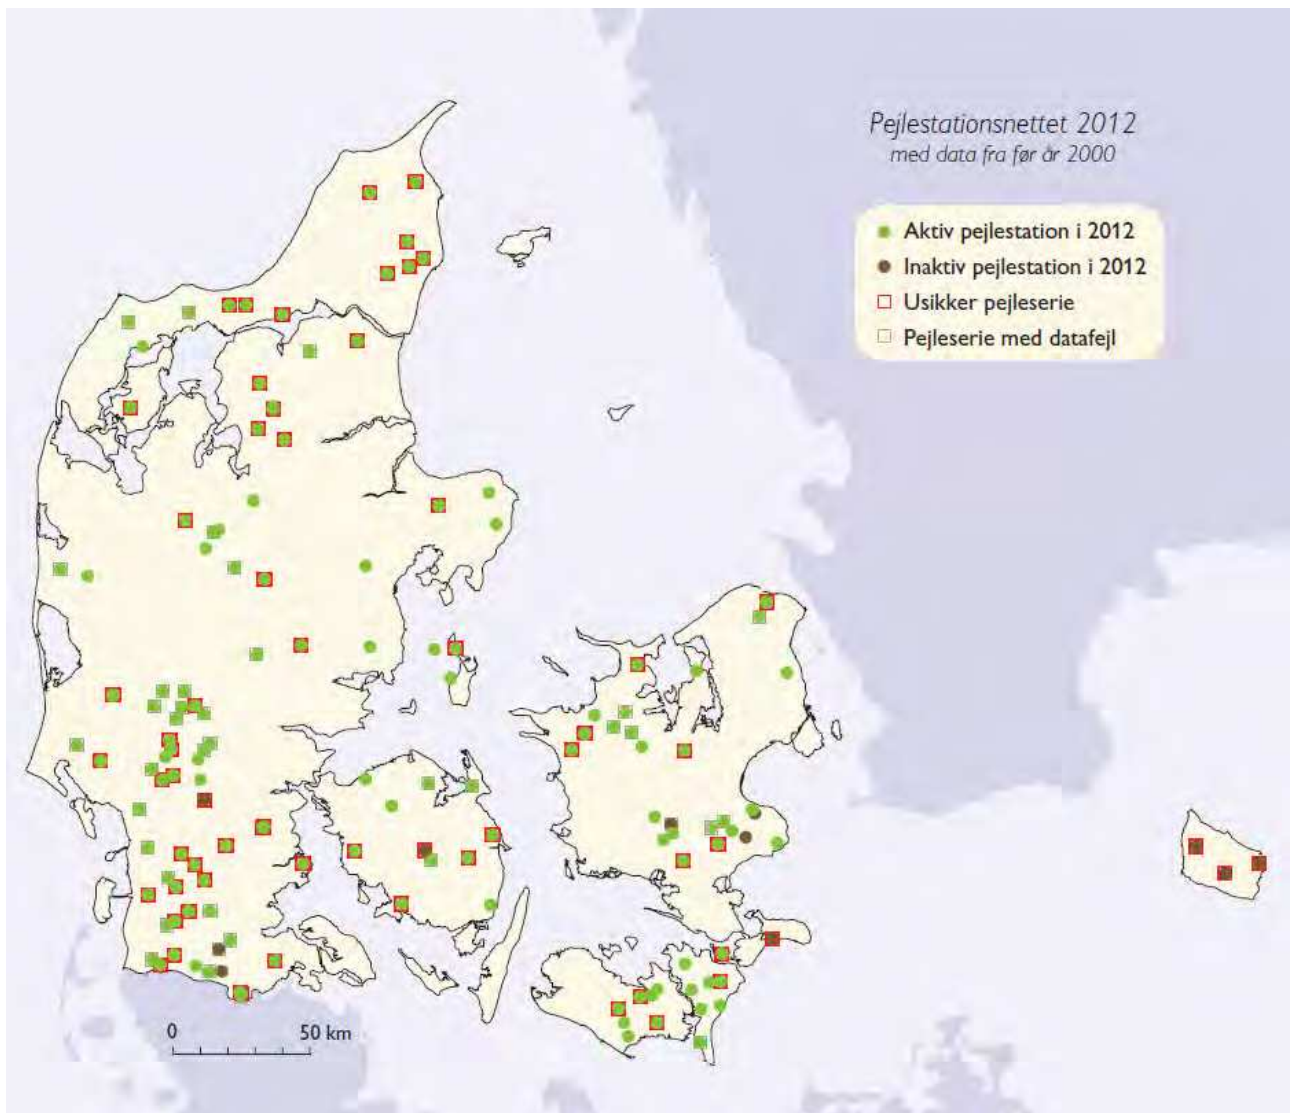 Pejlestationsnettet 2012
med data fra før år 2000
Aktiv pejlestation i 2012
Inaktiv pejlestation i 2012
Usikker pejleserie
Pejleserie med datafejl
0 50 km